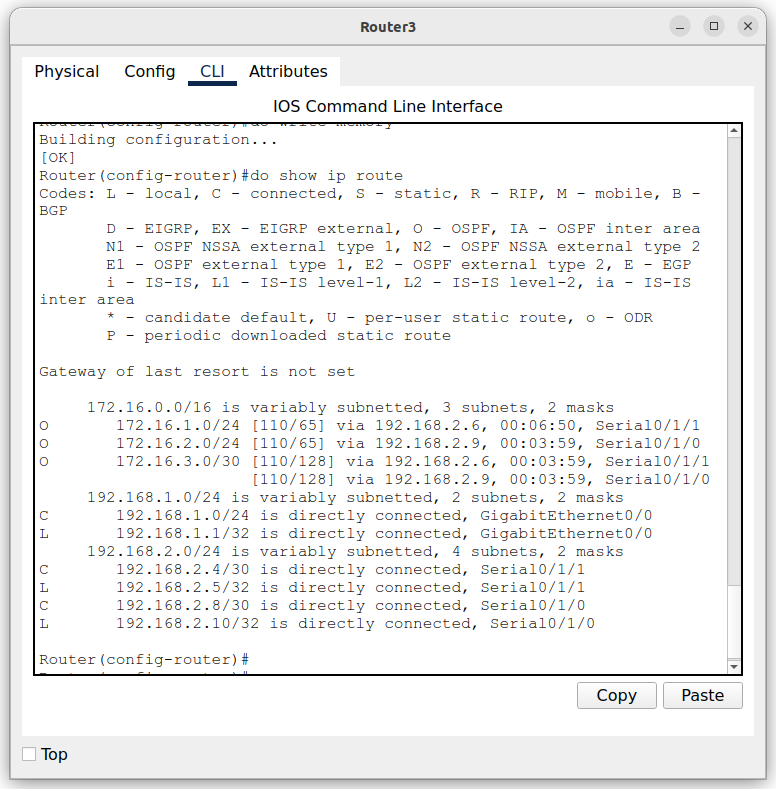 Router3
Physical Config CLI Attributes
IOS Command Line Interface
Router(config-router)#do write memory
Building configuration...
[OK]
Router(config-router)#do show ip route
Codes: L - local, C - connected, S - static, R - RIP, M - mobile, B -
BGP
D - EIGRP, EX - EIGRP external, O - OSPF, IA - OSPF inter area
N1 - OSPF NSSA external type 1, N2 - OSPF NSSA external type 2
E1 - OSPF external type 1, E2 - OSPF external type 2, E - EGP
i - IS-IS, L1 - IS-IS level-1, L2 - IS-IS level-2, ia - IS-IS
inter area
* - candidate default, U - per-user static route, o - ODR
P - periodic downloaded static route
Gateway of last resort is not set
172.16.0.0/16 is variably subnetted, 3 subnets, 2 masks
O 172.16.1.0/24 [110/65] via 192.168.2.6, 00:06:50, Serial0/1/1
O 172.16.2.0/24 [110/65] via 192.168.2.9, 00:03:59, Serial0/1/0
O 172.16.3.0/30 [110/128] via 192.168.2.6, 00:03:59, Serial0/1/1
[110/128] via 192.168.2.9, 00:03:59, Serial0/1/0
192.168.1.0/24 is variably subnetted, 2 subnets, 2 masks
C 192.168.1.0/24 is directly connected, GigabitEthernet0/0
L 192.168.1.1/32 is directly connected, GigabitEthernet0/0
192.168.2.0/24 is variably subnetted, 4 subnets, 2 masks
C 192.168.2.4/30 is directly connected, Serial0/1/1
L 192.168.2.5/32 is directly connected, Serial0/1/1
C 192.168.2.8/30 is directly connected, Serial0/1/0
L 192.168.2.10/32 is directly connected, Serial0/1/0
Router(config-router)#
Router(config-router)#
Copy Paste
Top